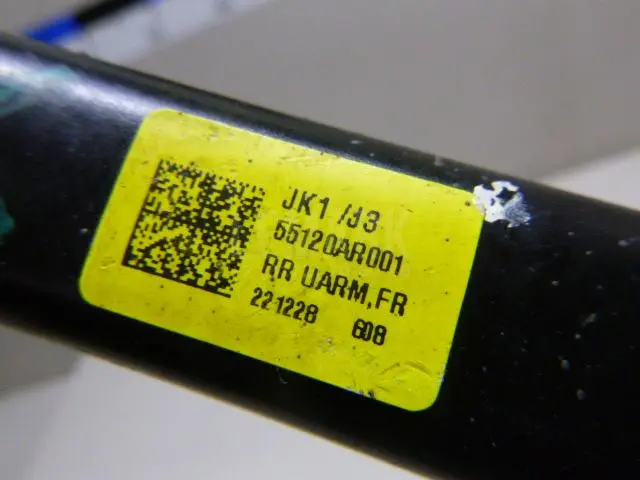 JK1 /J3
55120AR001
RR UARM,FR
221228 608